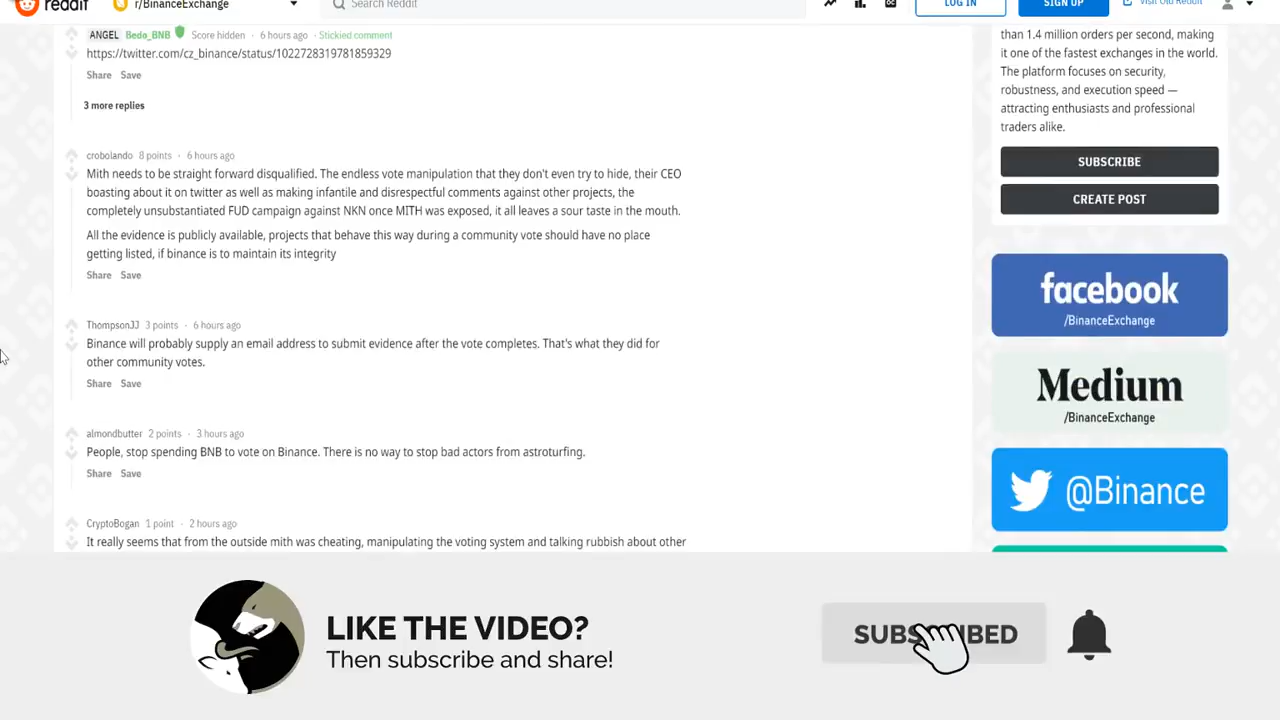 reddit
r/BinanceExchange
Search Reddit
LOG IN
SIGN UP
Visit Old Reddit
ANGEL Bedo_BNB Score hidden · 6 hours ago · Stickied comment
https://twitter.com/cz_binance/status/1022728319781859329
Share Save
3 more replies
crobolando 8 points · 6 hours ago
Mith needs to be straight forward disqualified. The endless vote manipulation that they don't even try to hide, their CEO
boasting about it on twitter as well as making infantile and disrespectful comments against other projects, the
completely unsubstantiated FUD campaign against NKN once MITH was exposed, it all leaves a sour taste in the mouth.
All the evidence is publicly available, projects that behave this way during a community vote should have no place
getting listed, if binance is to maintain its integrity
Share Save
ThompsonJJ 3 points · 6 hours ago
Binance will probably supply an email address to submit evidence after the vote completes. That's what they did for
other community votes.
Share Save
almondbutter 2 points · 3 hours ago
People, stop spending BNB to vote on Binance. There is no way to stop bad actors from astroturfing.
Share Save
CryptoBogan 1 point · 2 hours ago
It really seems that from the outside mith was cheating, manipulating the voting system and talking rubbish about other
than 1.4 million orders per second, making
it one of the fastest exchanges in the world.
The platform focuses on security,
robustness, and execution speed —
attracting enthusiasts and professional
traders alike.
SUBSCRIBE
CREATE POST
facebook
/BinanceExchange
Medium
/BinanceExchange
@Binance
LIKE THE VIDEO?
Then subscribe and share!
SUBSCRIBED